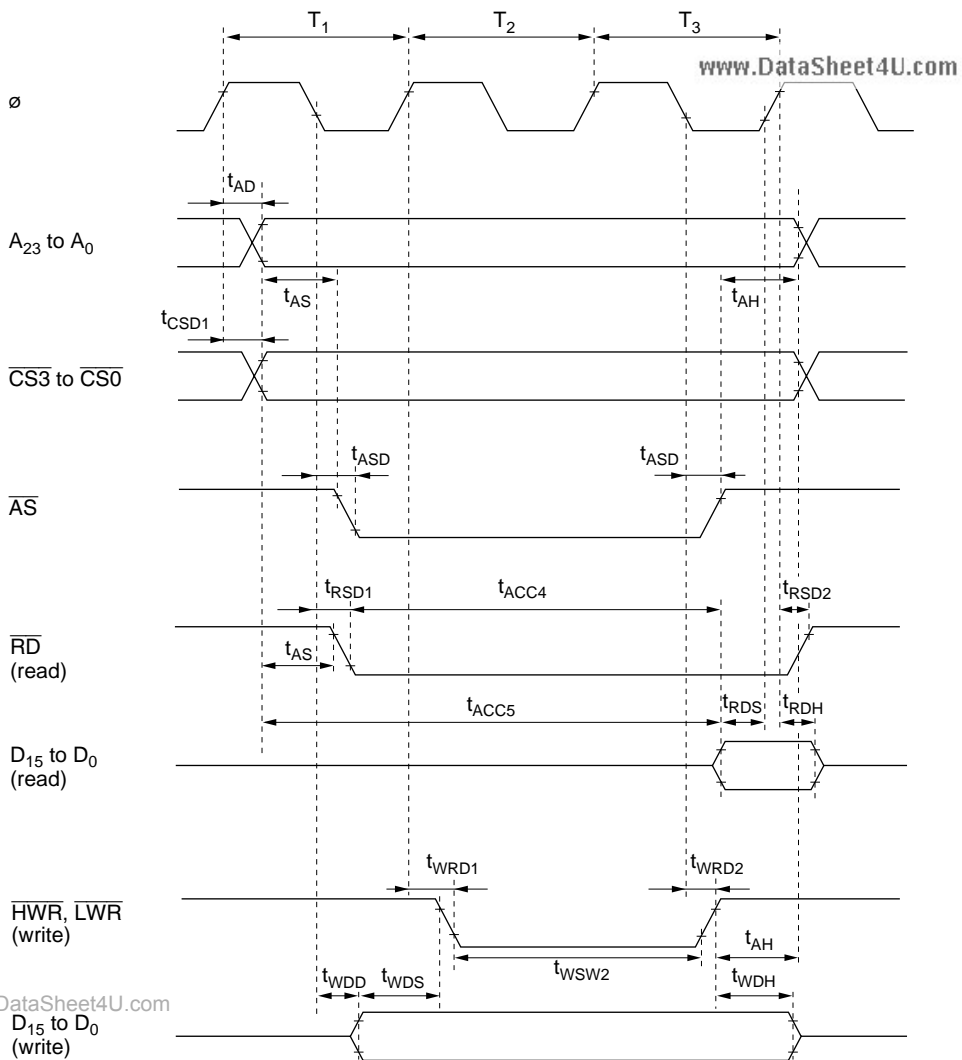 T1 T2 T3
www.DataSheet4U.com
ø
tAD
A23 to A0
tAS tAH
tCSD1
CS3 to CS0
tASD tASD
AS
tRSD1 tACC4 tRSD2
RD
(read)
tAS
tACC5 tRDS tRDH
D15 to D0
(read)
tWRD1 tWRD2
HWR, LWR
(write)
tAH
tWSW2
tWDD tWDS tWDH
DataSheet4U.com
D15 to D0
(write)